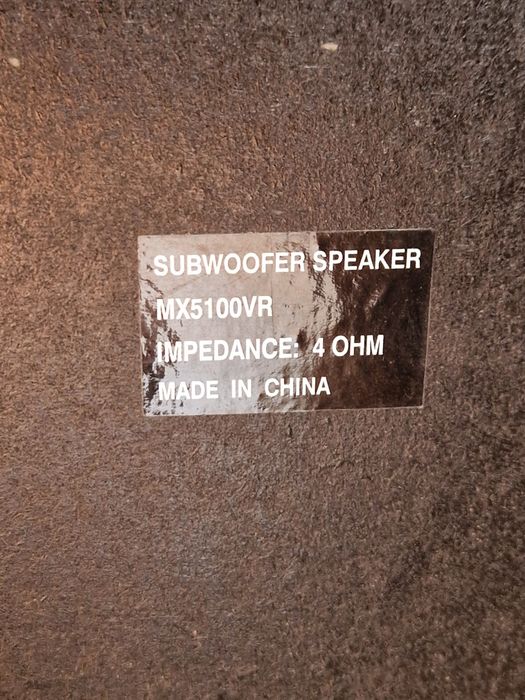 SUBWOOFER SPEAKER
MX5100VR
IMPEDANCE: 4 OHM
MADE IN CHINA